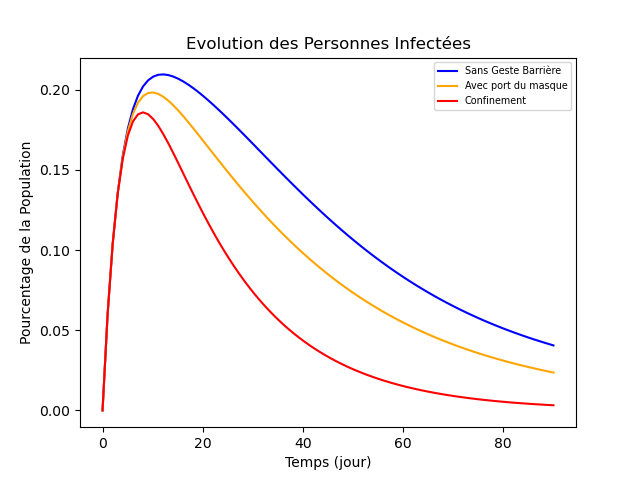 Evolution des Personnes Infectées
Sans Geste Barrière
Avec port du masque
Confinement
Pourcentage de la Population
0.20
0.15
0.10
0.05
0.00
0 20 40 60 80
Temps (jour)